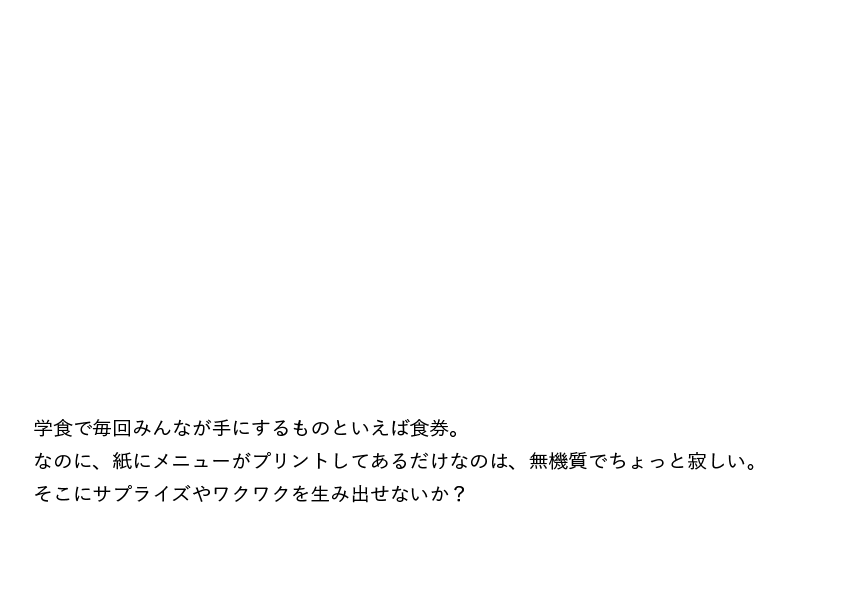 学食で毎回みんなが手にするものといえば食券。
なのに、紙にメニューがプリントしてあるだけなのは、無機質でちょっと寂しい。
そこにサプライズやワクワクを生み出せないか？